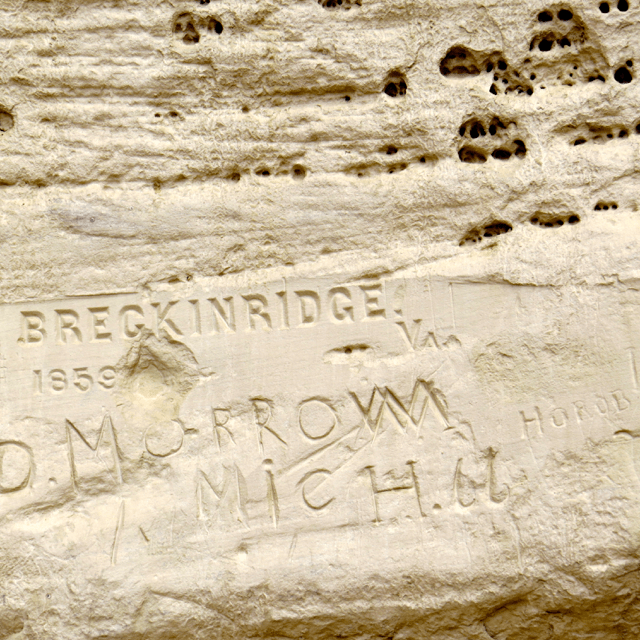 BRECKINRIDGE
Va.
1859
D. MORROW
MICH.